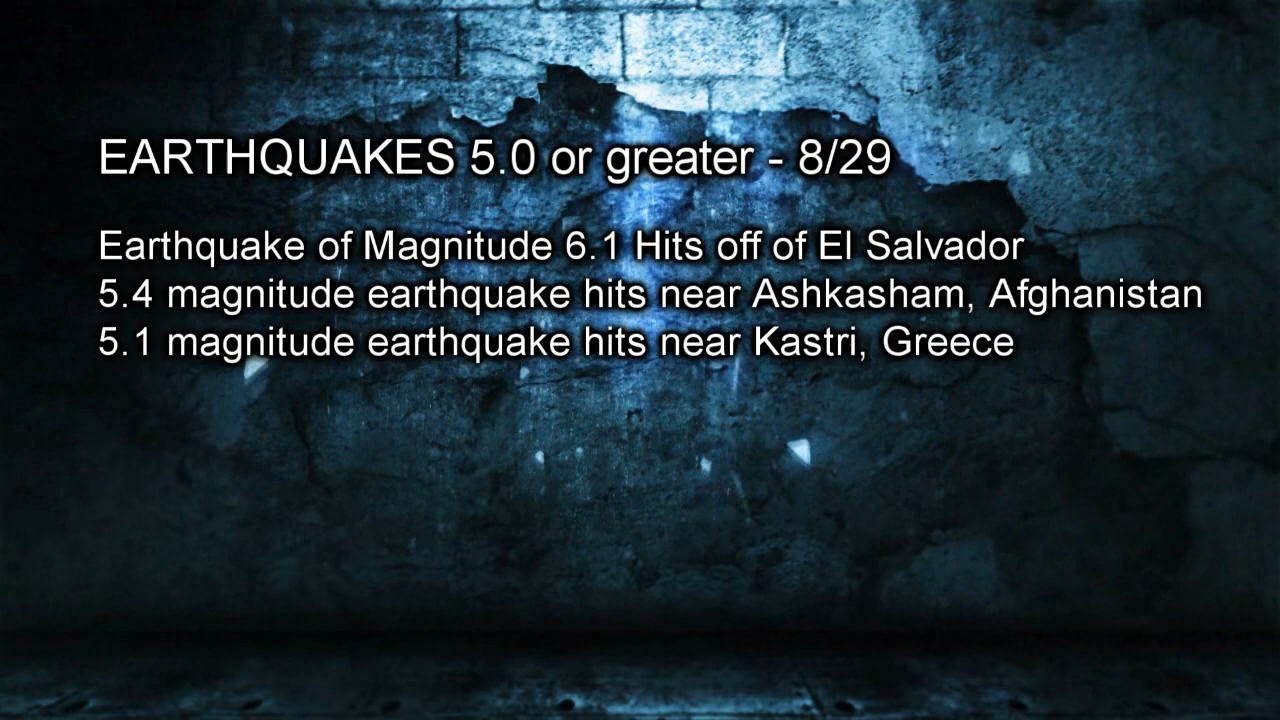 EARTHQUAKES 5.0 or greater - 8/29
Earthquake of Magnitude 6.1 Hits off of El Salvador
5.4 magnitude earthquake hits near Ashkasham, Afghanistan
5.1 magnitude earthquake hits near Kastri, Greece